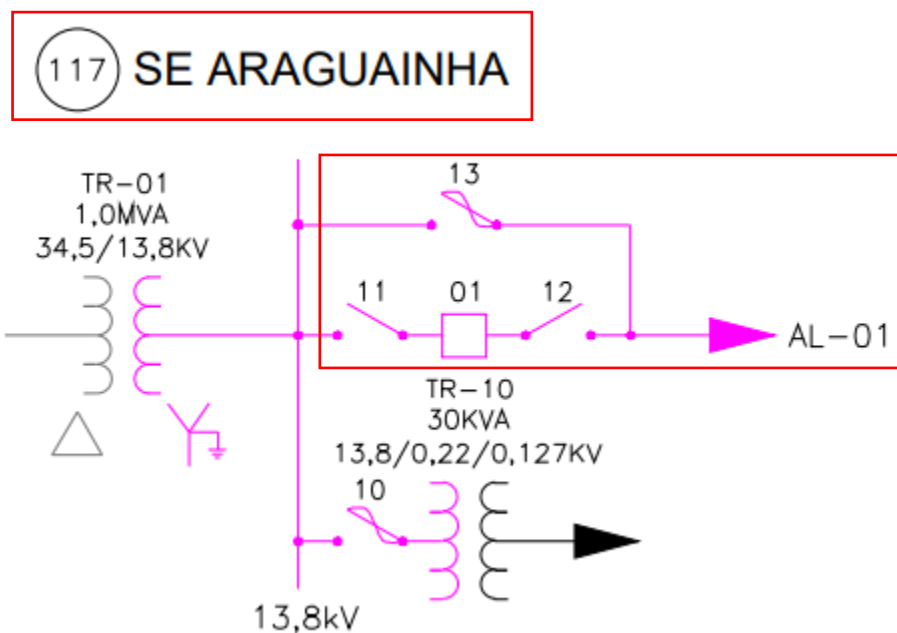 117 SE ARAGUAINHA
TR-01
1,0MVA
34,5/13,8KV
13
11
01
12
AL-01
TR-10
30KVA
13,8/0,22/0,127KV
10
13,8kV